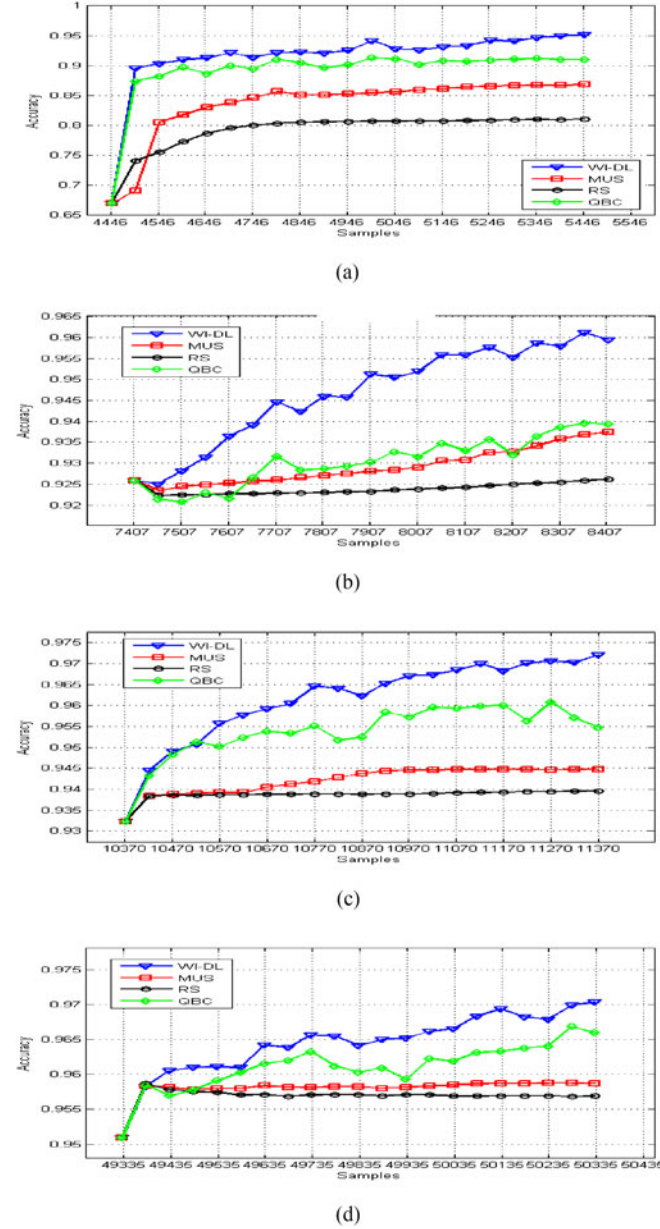 1
0.95
0.9
0.85
0.8
0.75
0.7
0.65
Accuracy
WI-DL
MUS
RS
QBC
4446 4546 4646 4746 4846 4946 5046 5146 5246 5346 5446 5546
Samples
(a)
0.965
0.96
0.955
0.95
0.945
0.94
0.935
0.93
0.925
0.92
Accuracy
WI-DL
MUS
RS
QBC
7407 7507 7607 7707 7807 7907 8007 8107 8207 8307 8407
Samples
(b)
0.975
0.97
0.965
0.96
0.955
0.95
0.945
0.94
0.935
0.93
Accuracy
WI-DL
MUS
RS
QBC
10370 10470 10570 10670 10770 10870 10970 11070 11170 11270 11370
Samples
(c)
0.975
0.97
0.965
0.96
0.955
0.95
Accuracy
WI-DL
MUS
RS
QBC
49335 49435 49535 49635 49735 49835 49935 50035 50135 50235 50335 50435
Samples
(d)